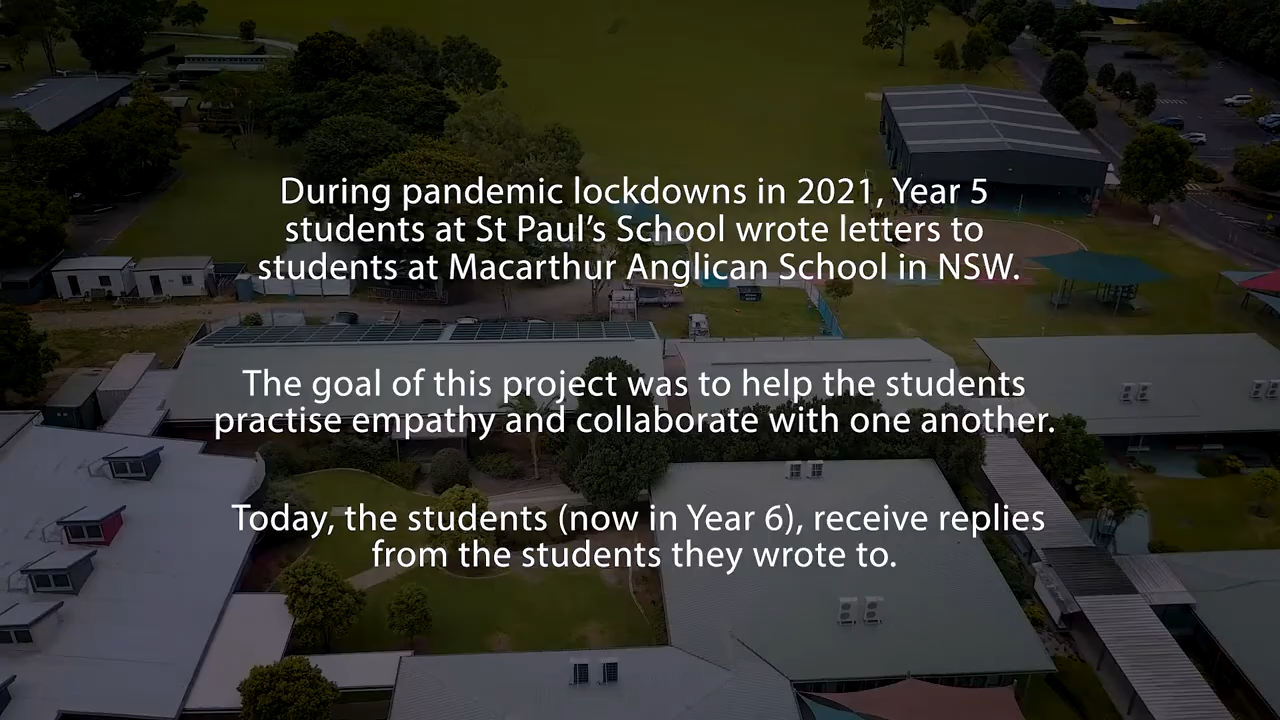 During pandemic lockdowns in 2021, Year 5
students at St Paul’s School wrote letters to
students at Macarthur Anglican School in NSW.
The goal of this project was to help the students
practise empathy and collaborate with one another.
Today, the students (now in Year 6), receive replies
from the students they wrote to.